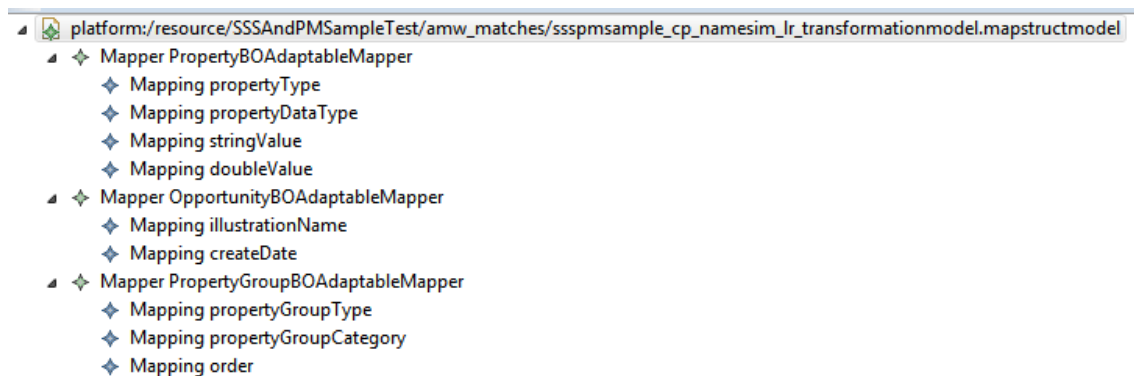 platform:/resource/SSSAndPMSampleTest/amw_matches/ssspmsample_cp_namesim_lr_transformationmodel.mapstructmodel
Mapper PropertyBOAdaptableMapper
Mapping propertyType
Mapping propertyDataType
Mapping stringValue
Mapping doubleValue
Mapper OpportunityBOAdaptableMapper
Mapping illustrationName
Mapping createDate
Mapper PropertyGroupBOAdaptableMapper
Mapping propertyGroupType
Mapping propertyGroupCategory
Mapping order